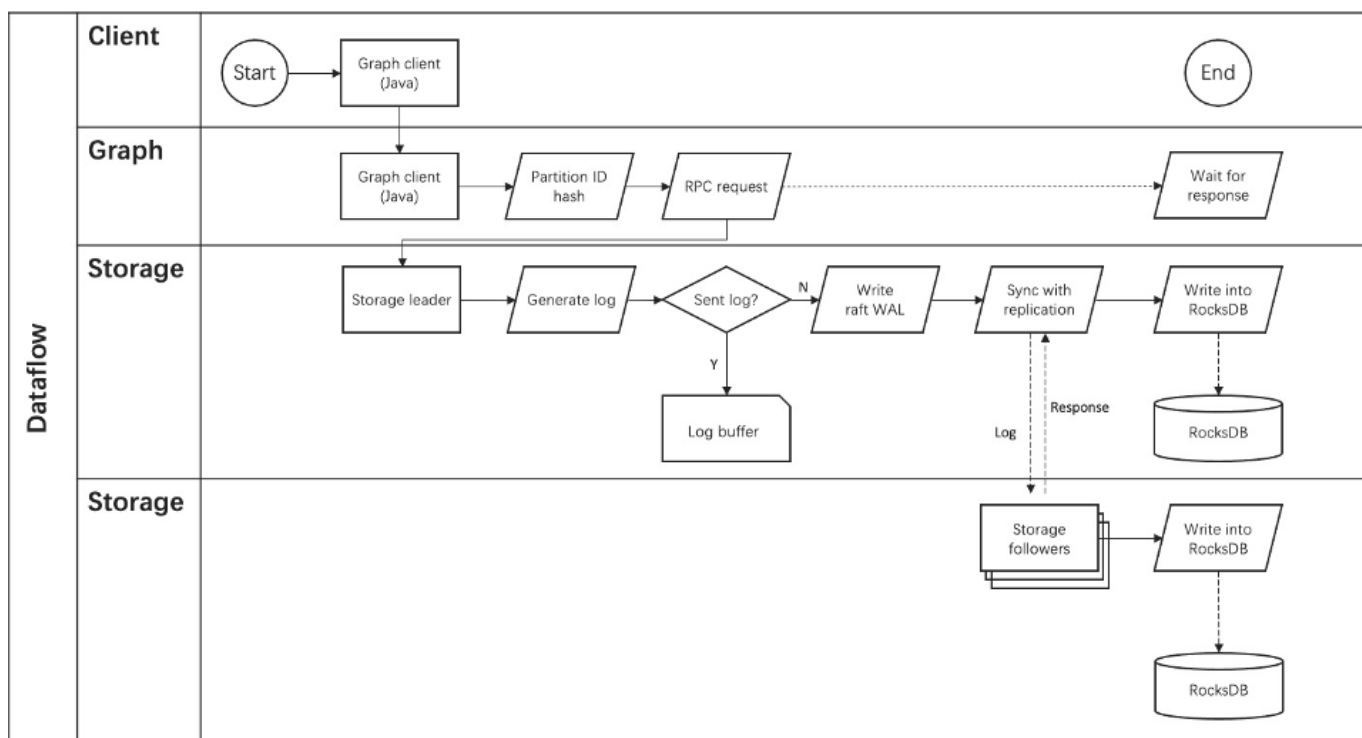 Dataflow
Client
Start
Graph client
(Java)
End
Graph
Graph client
(Java)
Partition ID
hash
RPC request
Wait for
response
Storage
Storage leader
Generate log
Sent log?
N
Write
raft WAL
Sync with
replication
Write into
RocksDB
Y
Log buffer
Log
Response
RocksDB
Storage
Storage
followers
Write into
RocksDB
RocksDB